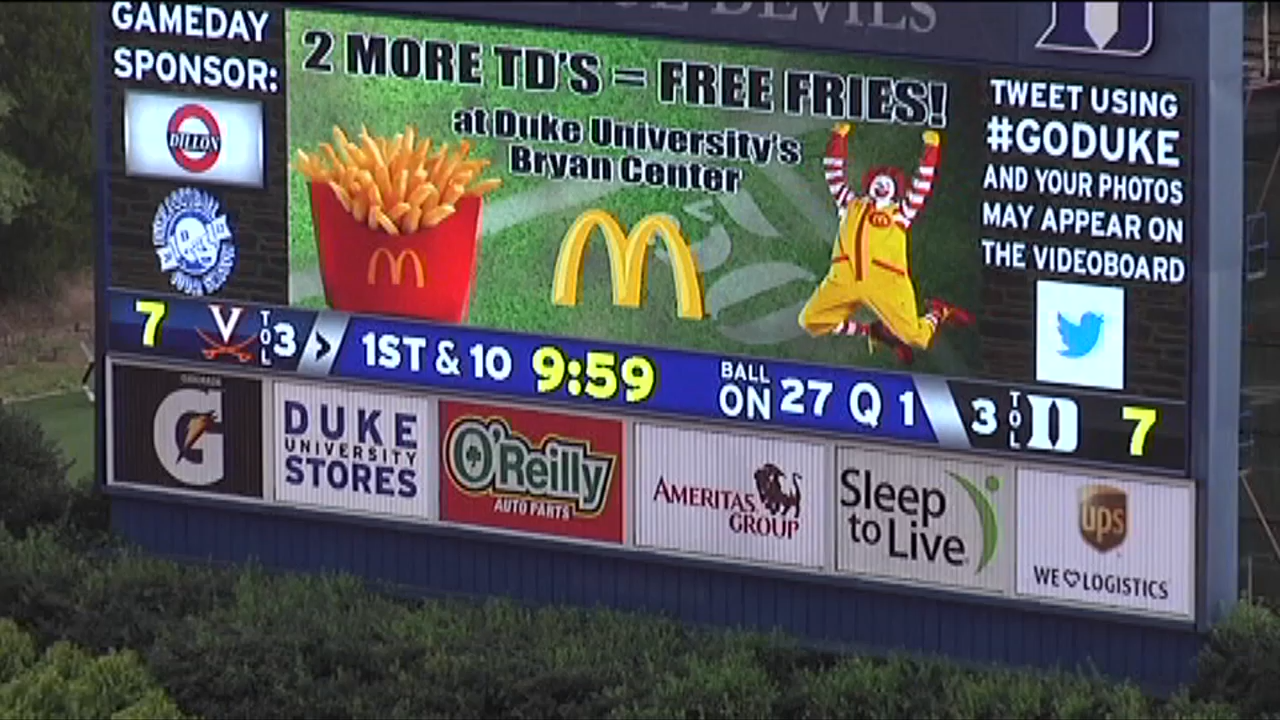 DEVILS
GAMEDAY
SPONSOR:
DILLON
2 MORE TD'S = FREE FRIES!
at Duke University's
Bryan Center
TWEET USING
#GODUKE
AND YOUR PHOTOS
MAY APPEAR ON
THE VIDEOBOARD
7 V TOL 3 > 1ST & 10 9:59 BALL ON 27 Q 1 3 TOL D 7
G
DUKE
UNIVERSITY
STORES
O'Reilly
AUTO PARTS
AMERITAS
GROUP
Sleep
to Live
ups
WE ♡ LOGISTICS